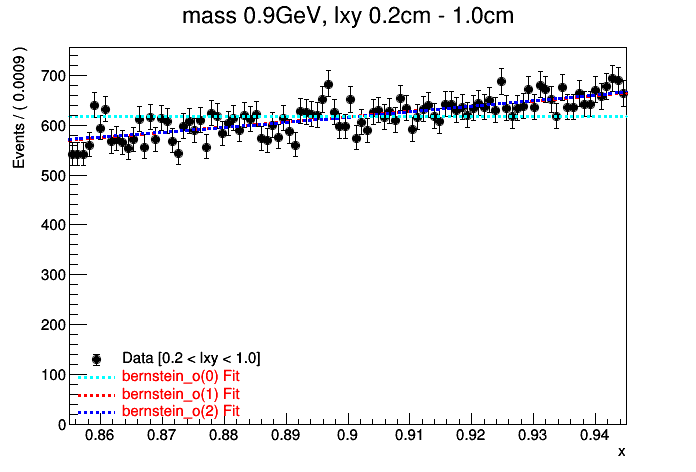 mass 0.9GeV, lxy 0.2cm - 1.0cm
Events / ( 0.0009 )
700
600
500
400
300
200
100
0
Data [0.2 < lxy < 1.0]
bernstein_o(0) Fit
bernstein_o(1) Fit
bernstein_o(2) Fit
0.86 0.87 0.88 0.89 0.9 0.91 0.92 0.93 0.94
x